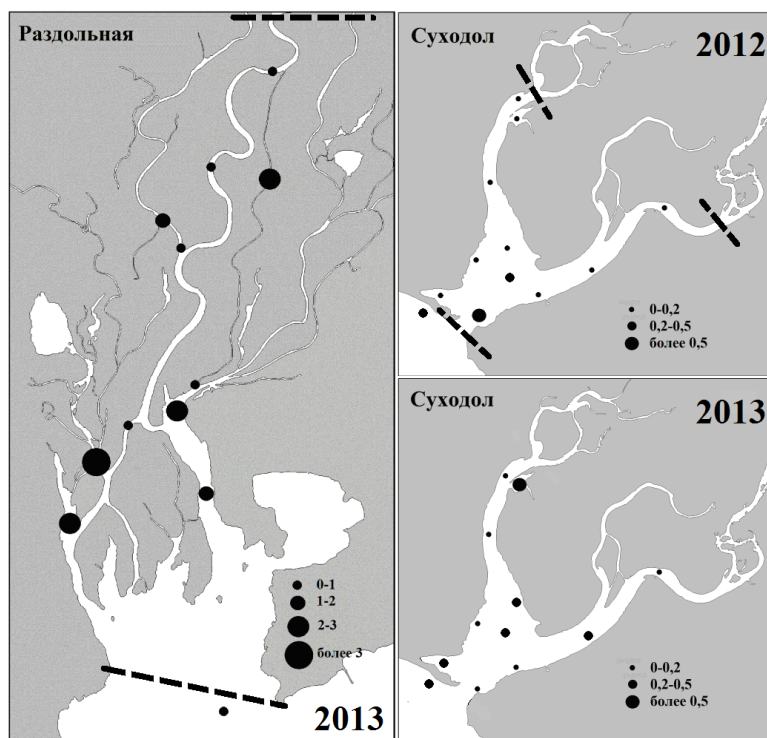 Раздольная
0-1
1-2
2-3
более 3
2013
Суходол
2012
0-0,2
0,2-0,5
более 0,5
Суходол
2013
0-0,2
0,2-0,5
более 0,5